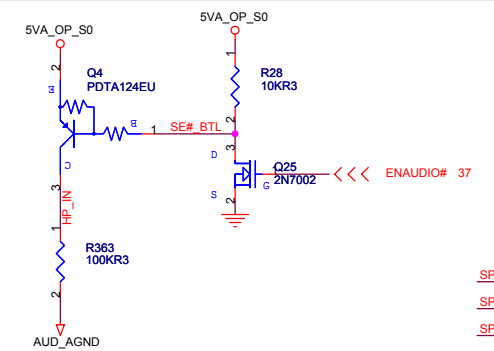 5VA_OP_S0
5VA_OP_S0
2
E
Q4
PDTA124EU
B
1
SE#_BTL
C
3
HP_IN
1
R363
100KR3
2
AUD_AGND
1
R28
10KR3
2
3
D
Q25
2N7002
G
S
2
ENAUDIO# 37
SP
SP
SP